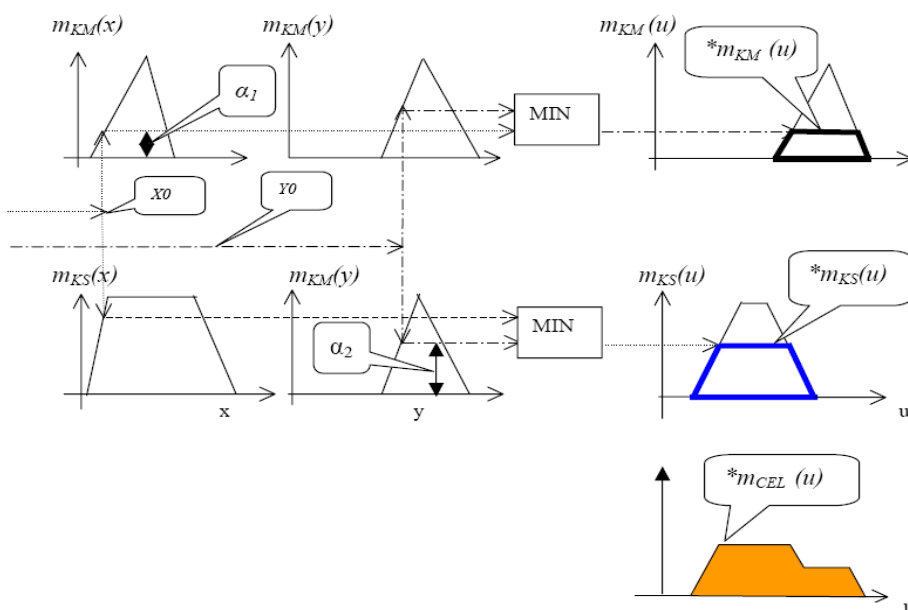 m_KM(x)
m_KM(y)
m_KM (u)
*m_KM (u)
α_1
MIN
X0
Y0
m_KS(x)
m_KM(y)
m_KS(u)
*m_KS(u)
MIN
α_2
x
y
u
*m_CEL (u)
u